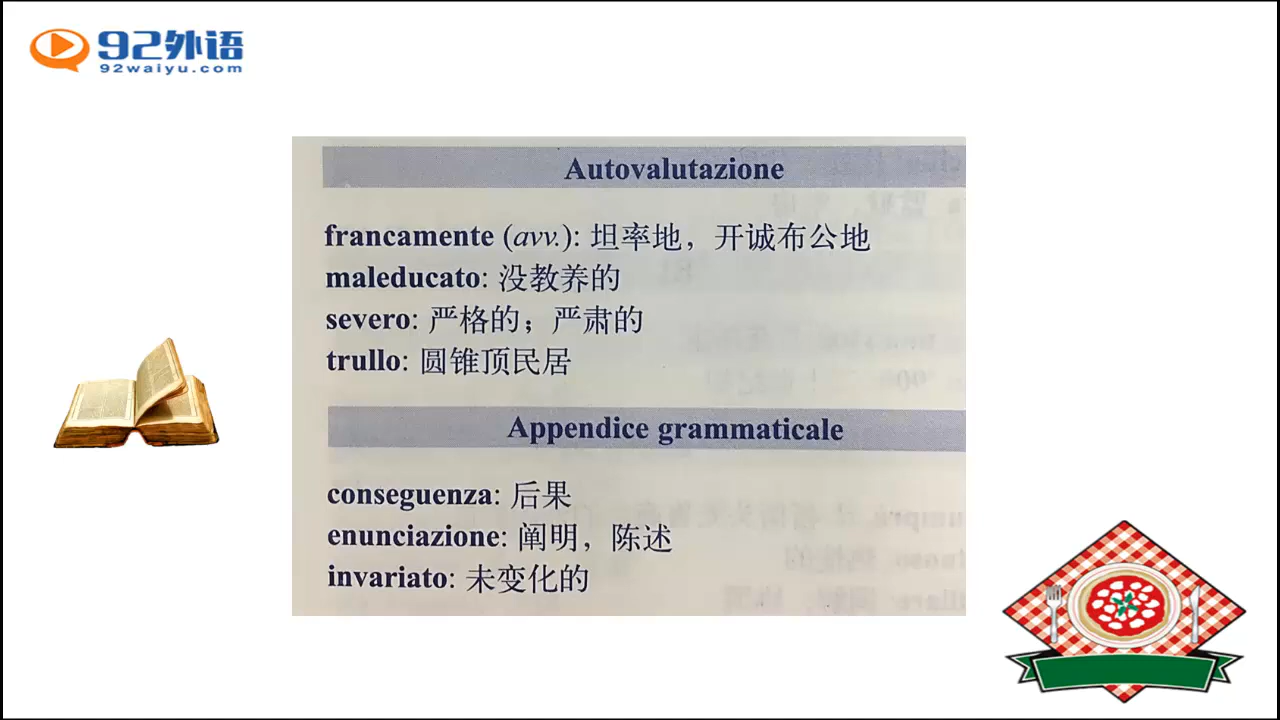 92外语
92waiyu.com
Autovalutazione
francamente (avv.): 坦率地，开诚布公地
maleducato: 没教养的
severo: 严格的；严肃的
trullo: 圆锥顶民居
Appendice grammaticale
conseguenza: 后果
enunciazione: 阐明，陈述
invariato: 未变化的